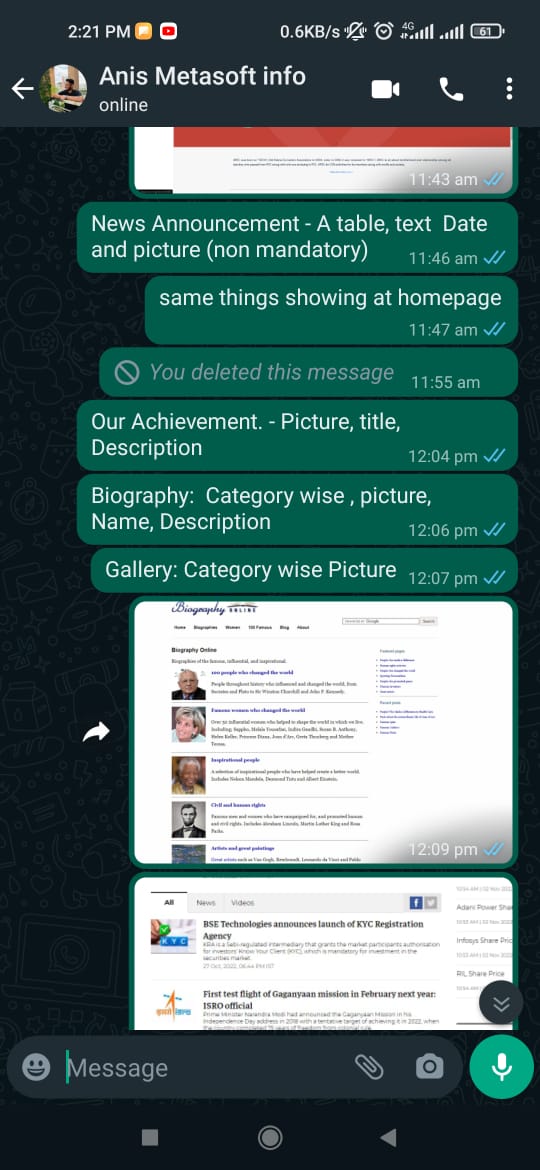 2:21 PM
0.6KB/s
4G
61
Anis Metasoft info
online
11:43 am
News Announcement - A table, text Date
and picture (non mandatory)
11:46 am
same things showing at homepage
11:47 am
You deleted this message
11:55 am
Our Achievement. - Picture, title,
Description
12:04 pm
Biography: Category wise , picture,
Name, Description
12:06 pm
Gallery: Category wise Picture
12:07 pm
Biography ONLINE
Home Biographies Women 100 Famous Blog About
Search
Biography Online
Biographies of the famous, influential, and inspirational.
Featured pages
100 people who changed the world
People throughout history who influenced and changed the world, from
Socrates and Plato to Sir Winston Churchill and John F. Kennedy.
Recent posts
Famous women who changed the world
Over 50 influential women who helped to shape the world in which we live.
Including; Sappho, Malala Yousafzai, Indira Gandhi, Susan B. Anthony,
Helen Keller, Princess Diana, Joan d'Arc, Greta Thunberg and Mother
Teresa.
Inspirational people
A selection of inspirational people who have helped create a better world.
Includes Nelson Mandela, Desmond Tutu and Albert Einstein.
Civil and human rights
Famous men and women who have campaigned for, and promoted human
and civil rights. Includes Abraham Lincoln, Martin Luther King and Rosa
Parks.
Artists and great paintings
Great artists such as Van Gogh, Rembrandt, Leonardo da Vinci and Pablo
12:09 pm
All News Videos
BSE Technologies announces launch of KYC Registration
Agency
KYC
KRA is a Sebi-regulated intermediary that grants the market participants authorisation
for investors' Know Your Client (KYC), which is mandatory for investment in the
securities market.
27 Oct, 2022, 06.44 PM IST
First test flight of Gaganyaan mission in February next year:
ISRO official
Prime Minister Narendra Modi had announced the Gaganyaan Mission in his
Independence Day address in 2018 with a tentative target of achieving it in 2022, when
the country completed 75 years of freedom from colonial rule.
Adani Power Shar
Infosys Share Pric
RIL Share Price
Message